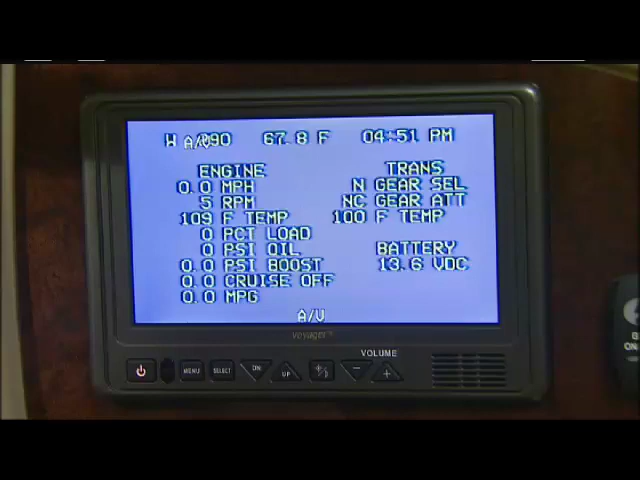 W 090 67.8 F 04:51 PM
A/V
ENGINE TRANS
0.0 MPH N GEAR SEL
5 RPM NC GEAR ATT
109 F TEMP 100 F TEMP
0 PCT LOAD
0 PSI OIL BATTERY
0.0 PSI BOOST 13.6 VDC
0.0 CRUISE OFF
0.0 MPG
A/V
voyager
VOLUME
MENU SELECT DN UP - +